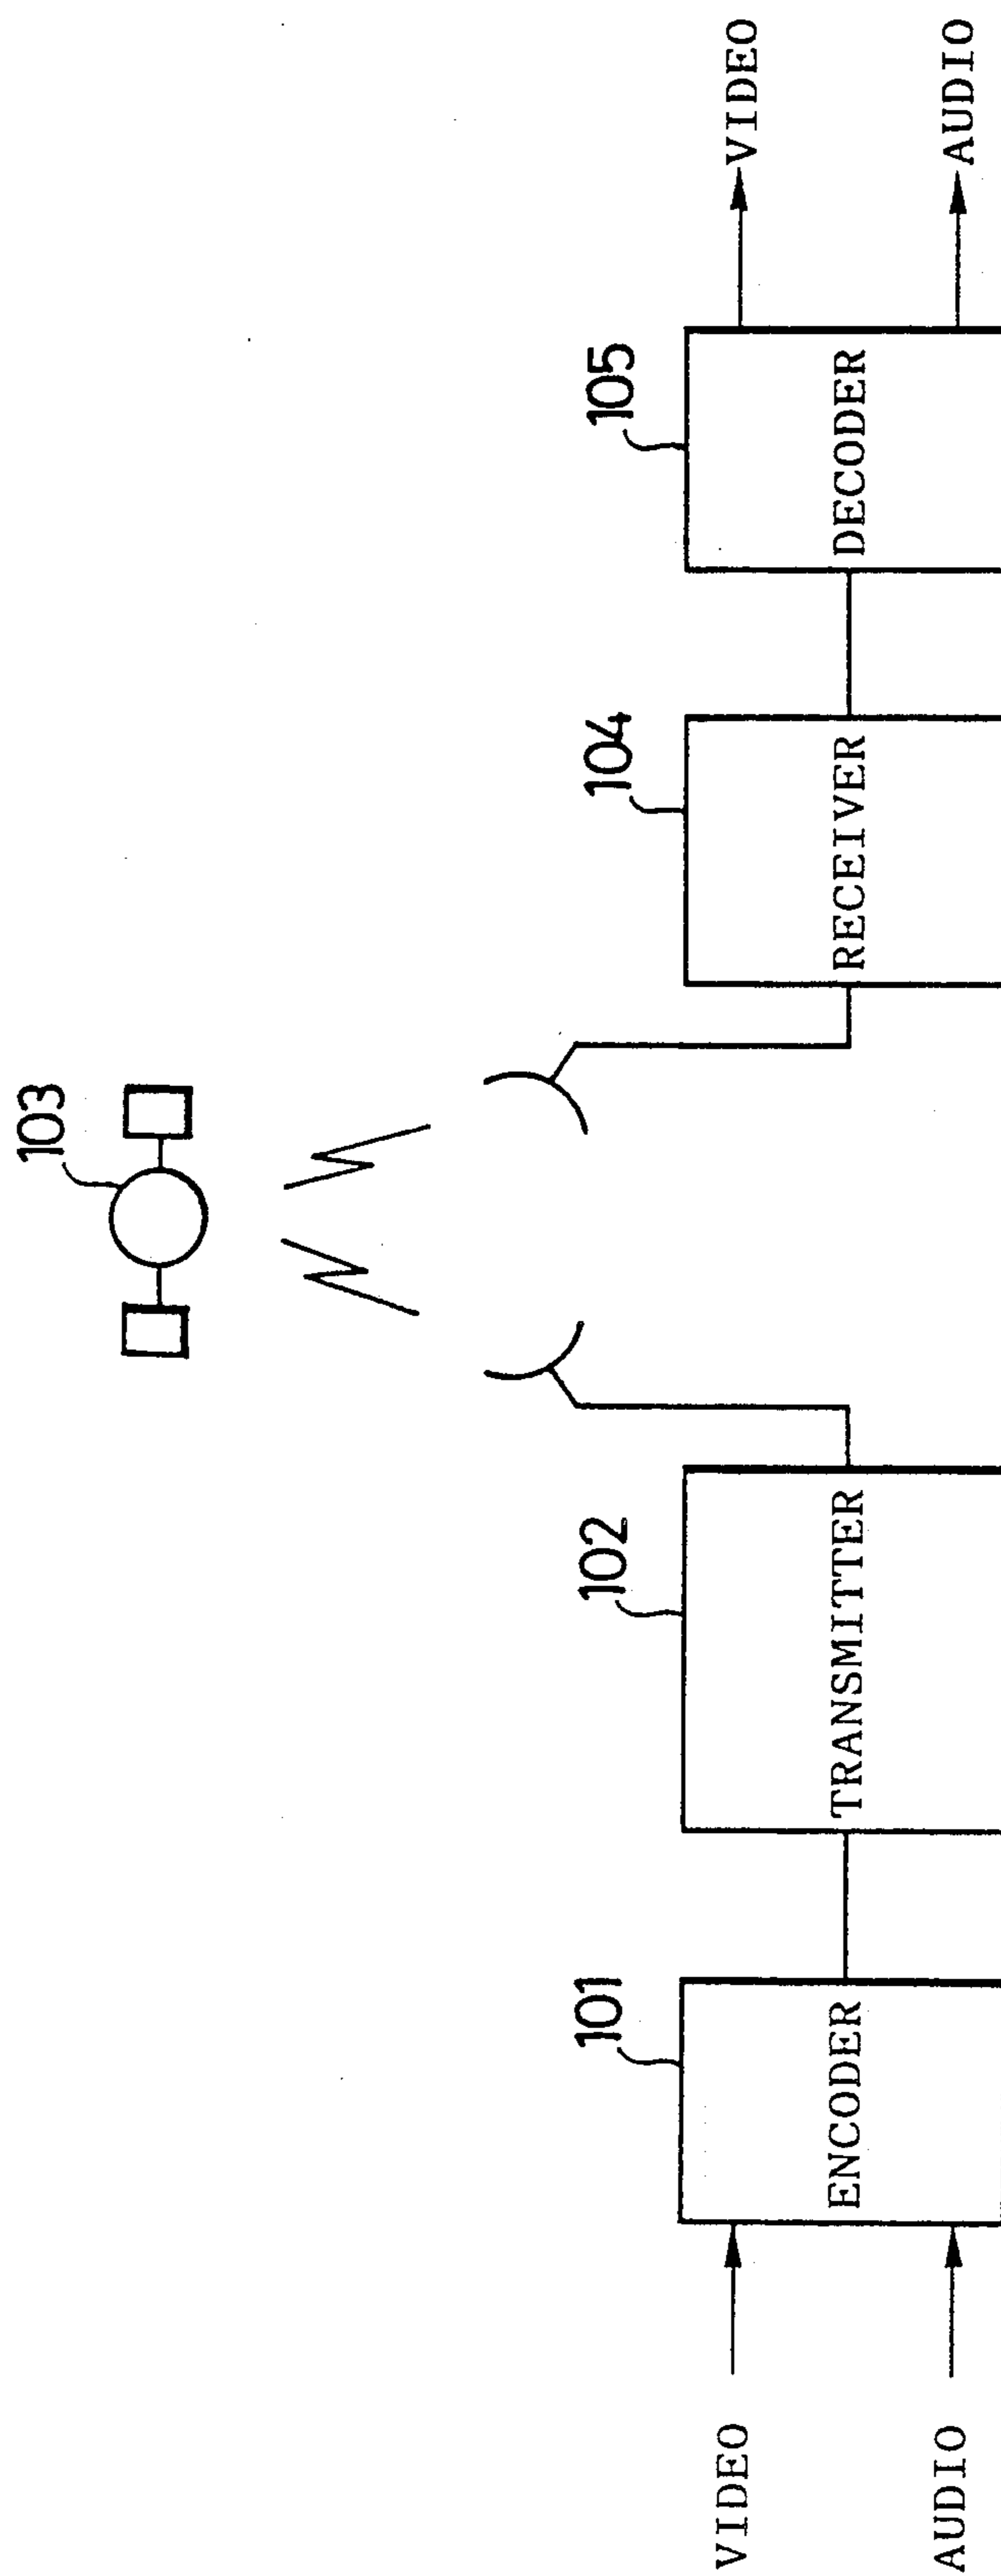 103
101
102
104
105
VIDEO
AUDIO
ENCODER
TRANSMITTER
RECEIVER
DECODER
VIDEO
AUDIO